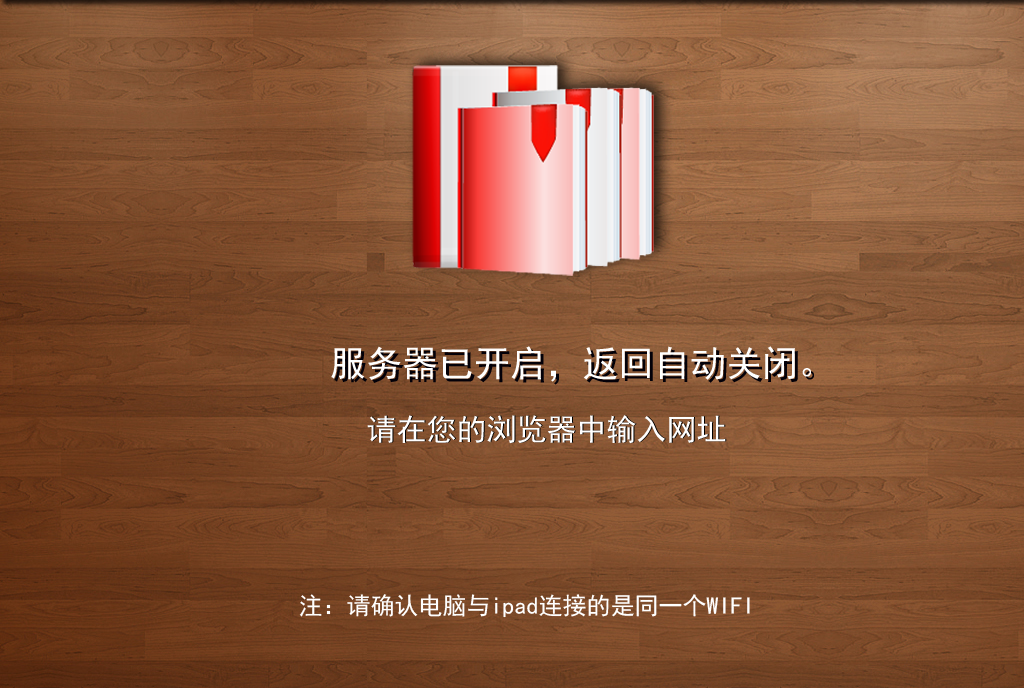 服务器已开启，返回自动关闭。
请在您的浏览器中输入网址
注：请确认电脑与ipad连接的是同一个WIFI